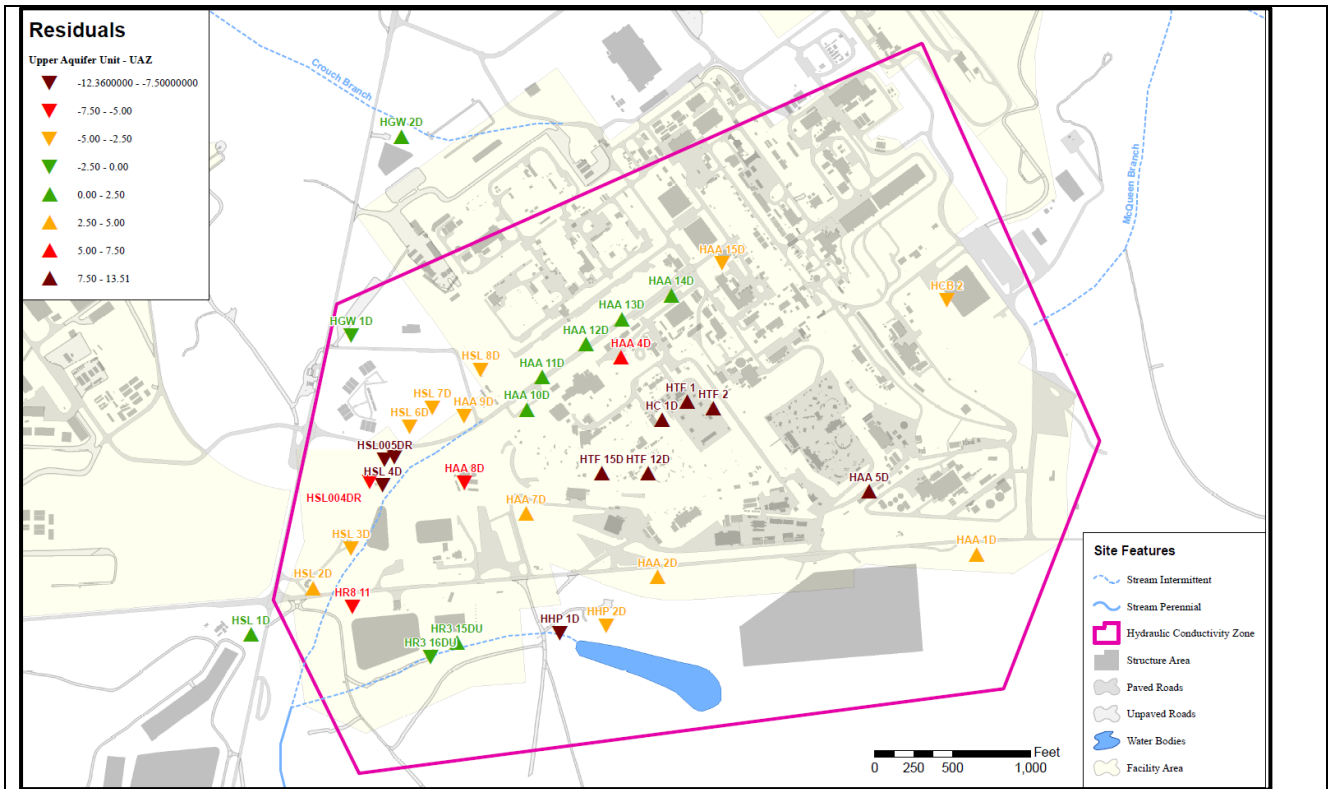 Residuals
Upper Aquifer Unit - UAZ
-12.3600000 - -7.50000000
-7.50 - -5.00
-5.00 - -2.50
-2.50 - 0.00
0.00 - 2.50
2.50 - 5.00
5.00 - 7.50
7.50 - 13.51
Crouch Branch
HGW 2D
McQueen Branch
HAA 15D
HAA 14D
HCB 2
HAA 13D
HGW 1D
HAA 12D
HAA 4D
HSL 8D
HAA 11D
HSL 7D
HAA 9D
HAA 10D
HTF 1
HTF 2
HC 1D
HSL 6D
HSL005DR
HSL 4D
HAA 8D
HTF 15D
HTF 12D
HSL004DR
HAA 5D
HAA 7D
HSL 3D
HAA 1D
HAA 2D
HSL 2D
HR8 11
HSL 1D
HR3 15DU
HR3 16DU
HHP 1D
HHP 2D
Site Features
Stream Intermittent
Stream Perennial
Hydraulic Conductivity Zone
Structure Area
Paved Roads
Unpaved Roads
Water Bodies
Facility Area
Feet
0 250 500 1,000